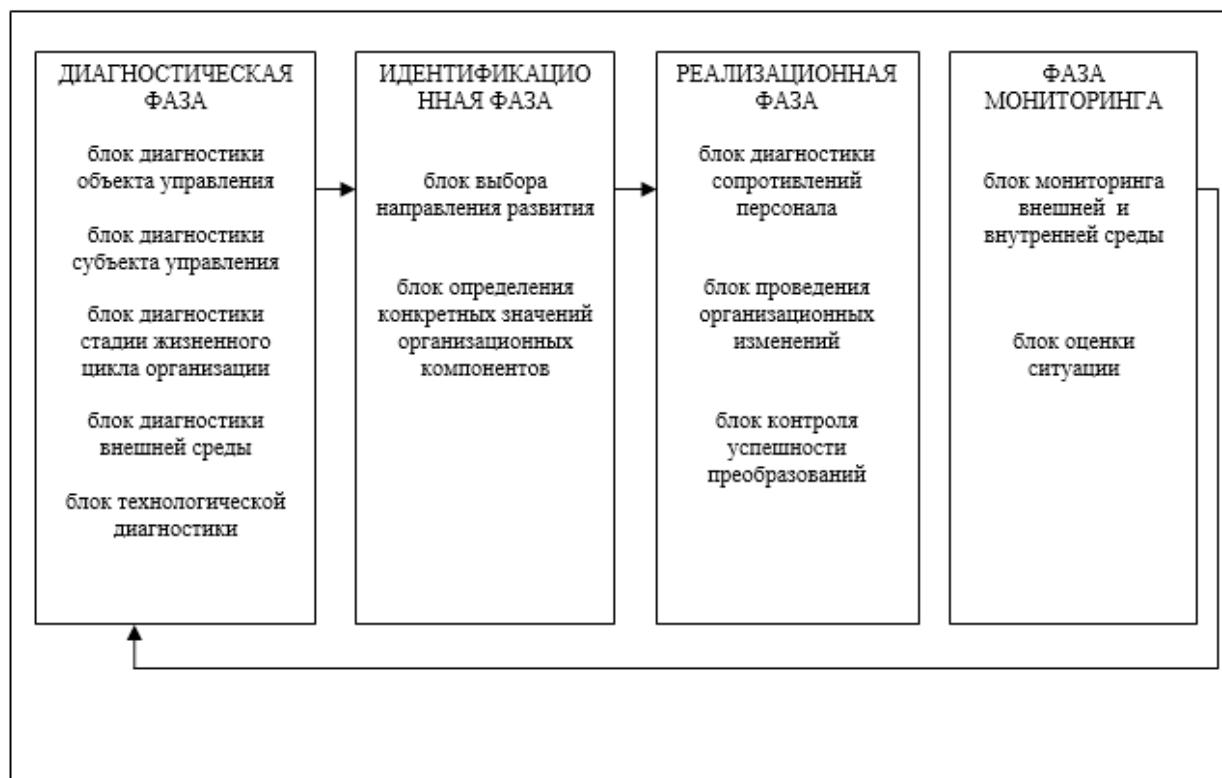 ДИАГНОСТИЧЕСКАЯ
ФАЗА
блок диагностики
объекта управления
блок диагностики
субъекта управления
блок диагностики
стадии жизненного
цикла организации
блок диагностики
внешней среды
блок технологической
диагностики
ИДЕНТИФИКАЦИО
ННАЯ ФАЗА
блок выбора
направления развития
блок определения
конкретных значений
организационных
компонентов
РЕАЛИЗАЦИОННАЯ
ФАЗА
блок диагностики
сопротивлений
персонала
блок проведения
организационных
изменений
блок контроля
успешности
преобразований
ФАЗА
МОНИТОРИНГА
блок мониторинга
внешней и
внутренней среды
блок оценки
ситуации